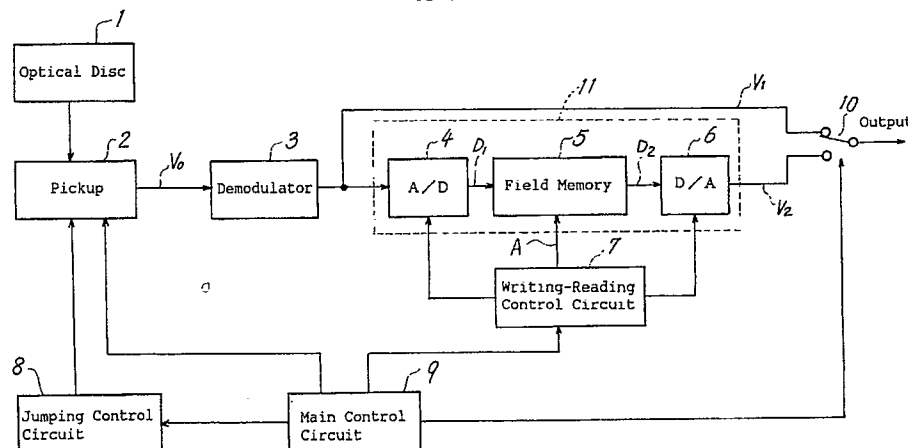 1
Optical Disc
2
Pickup
V0
3
Demodulator
11
V1
4
A/D
D1
5
Field Memory
D2
6
D/A
V2
10
Output
A
7
Writing-Reading
Control Circuit
8
Jumping Control
Circuit
9
Main Control
Circuit